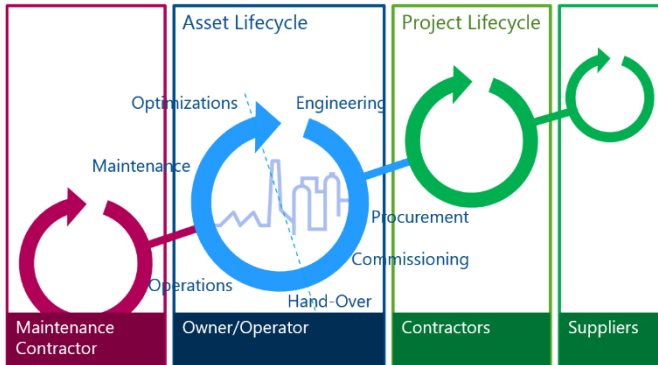 Asset Lifecycle
Project Lifecycle
Optimizations
Engineering
Maintenance
Procurement
Commissioning
Operations
Hand-Over
Maintenance
Contractor
Owner/Operator
Contractors
Suppliers